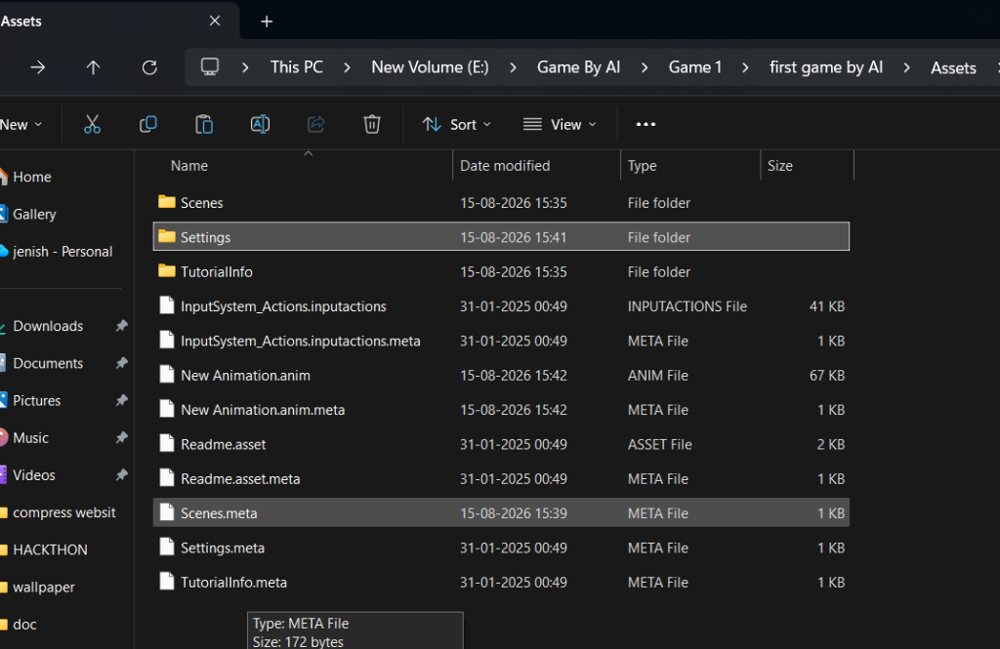 Assets
This PC New Volume (E:) Game By AI Game 1 first game by AI Assets
New Sort View
Name Date modified Type Size
Home
Gallery
jenish - Personal
Downloads
Documents
Pictures
Music
Videos
compress websit
HACKTHON
wallpaper
doc
Scenes 15-08-2026 15:35 File folder
Settings 15-08-2026 15:41 File folder
TutorialInfo 15-08-2026 15:35 File folder
InputSystem_Actions.inputactions 31-01-2025 00:49 INPUTACTIONS File 41 KB
InputSystem_Actions.inputactions.meta 31-01-2025 00:49 META File 1 KB
New Animation.anim 15-08-2026 15:42 ANIM File 67 KB
New Animation.anim.meta 15-08-2026 15:42 META File 1 KB
Readme.asset 31-01-2025 00:49 ASSET File 2 KB
Readme.asset.meta 31-01-2025 00:49 META File 1 KB
Scenes.meta 15-08-2026 15:39 META File 1 KB
Settings.meta 31-01-2025 00:49 META File 1 KB
TutorialInfo.meta 31-01-2025 00:49 META File 1 KB
Type: META File
Size: 172 bytes